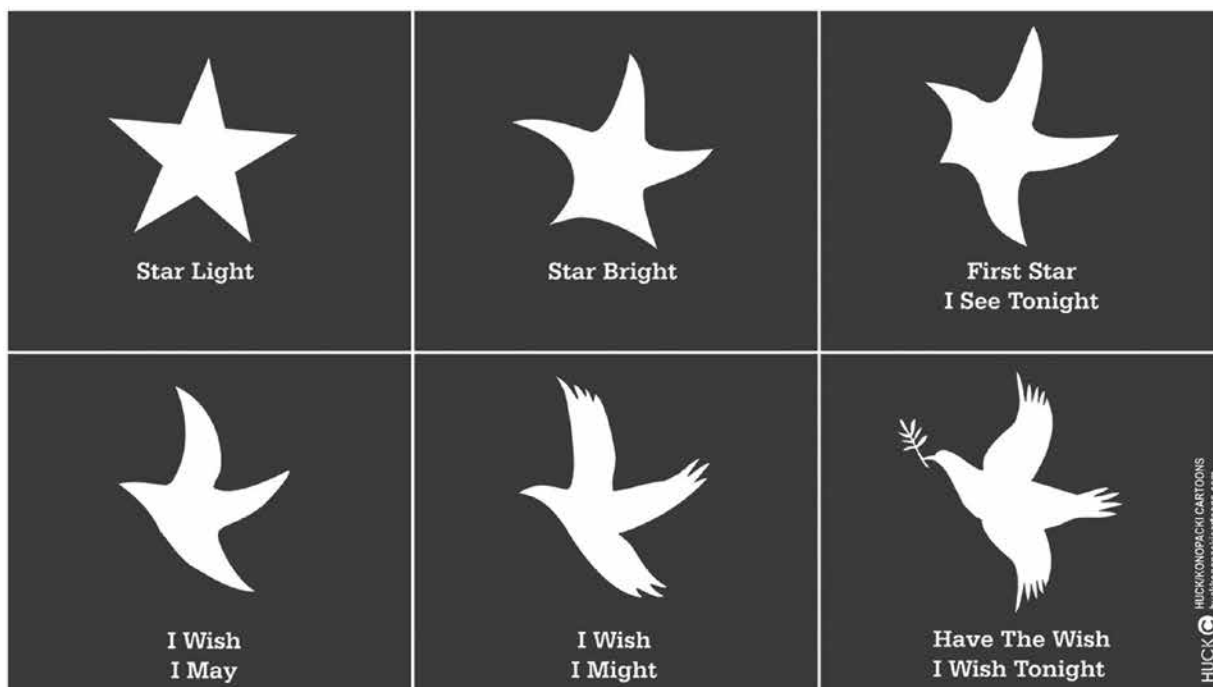 Star Light
Star Bright
First Star
I See Tonight
I Wish
I May
I Wish
I Might
Have The Wish
I Wish Tonight
HUCK/KONOPACKI CARTOONS
HUCK